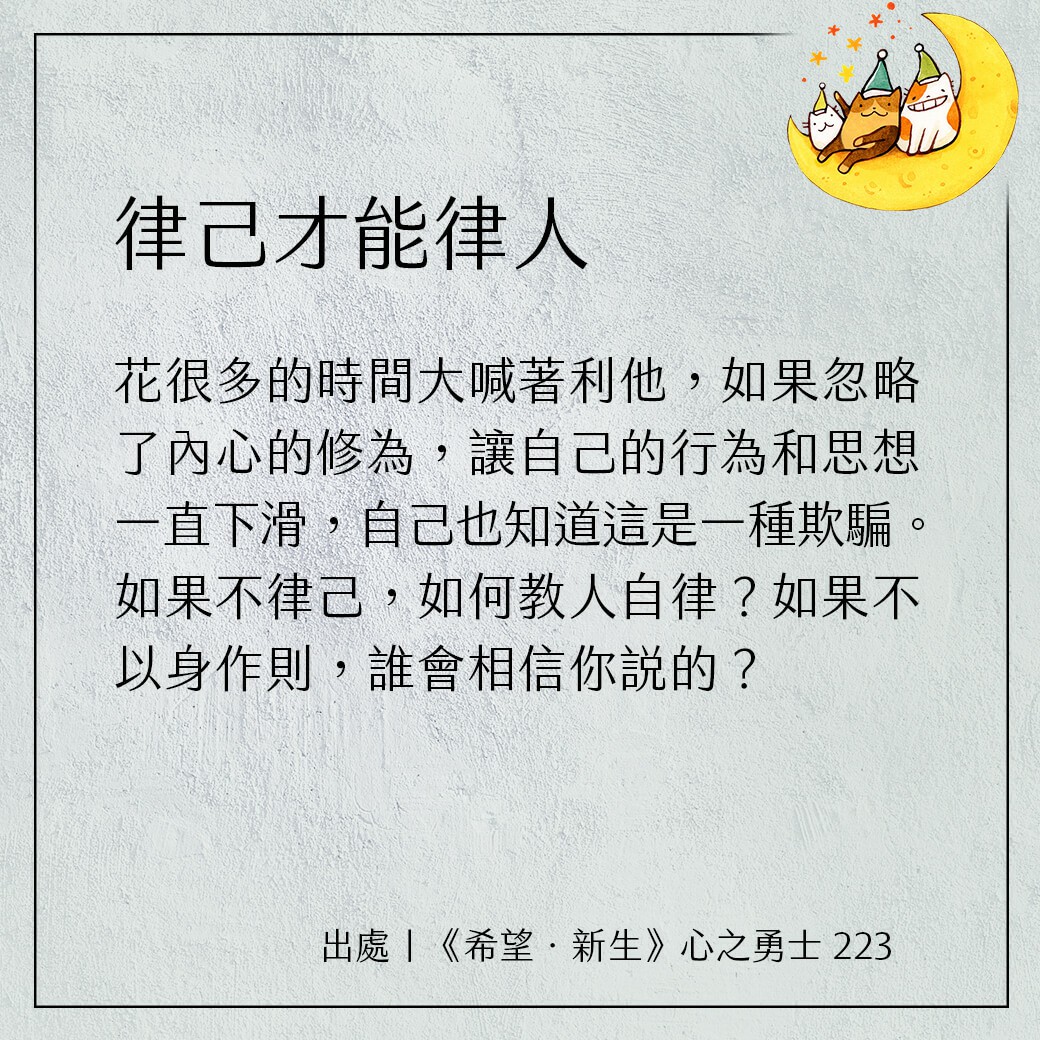 律己才能律人
花很多的時間大喊著利他，如果忽略
了內心的修為，讓自己的行為和思想
一直下滑，自己也知道這是一種欺騙。
如果不律己，如何教人自律？如果不
以身作則，誰會相信你説的？
出處｜《希望．新生》心之勇士 223